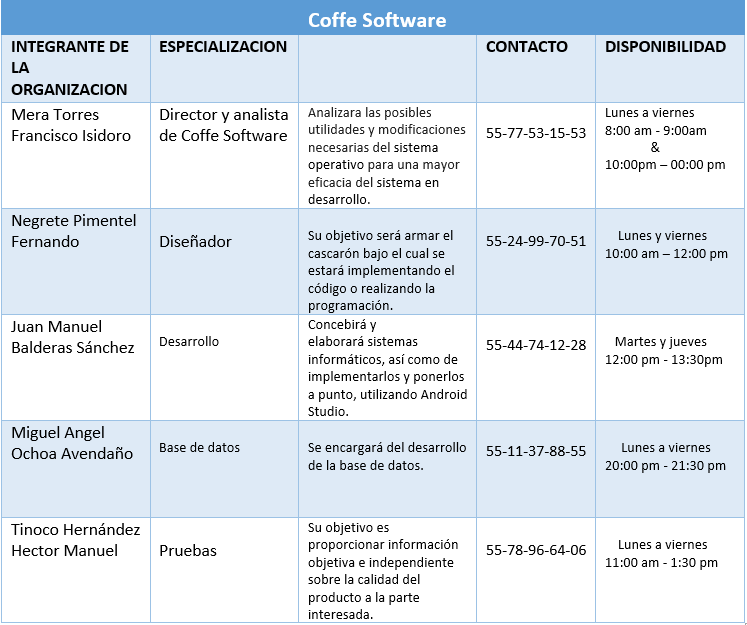 Coffe Software
INTEGRANTE DE
LA
ORGANIZACION
ESPECIALIZACION
CONTACTO
DISPONIBILIDAD
Mera Torres
Francisco Isidoro
Director y analista
de Coffe Software
Analizara las posibles
utilidades y modificaciones
necesarias del sistema
operativo para una mayor
eficacia del sistema en
desarrollo.
55-77-53-15-53
Lunes a viernes
8:00 am - 9:00am
&
10:00pm – 00:00 pm
Negrete Pimentel
Fernando
Diseñador
Su objetivo será armar el
cascarón bajo el cual se
estará implementando el
código o realizando la
programación.
55-24-99-70-51
Lunes y viernes
10:00 am – 12:00 pm
Juan Manuel
Balderas Sánchez
Desarrollo
Concebirá y
elaborará sistemas
informáticos, así como de
implementarlos y ponerlos
a punto, utilizando Android
Studio.
55-44-74-12-28
Martes y jueves
12:00 pm - 13:30pm
Miguel Angel
Ochoa Avendaño
Base de datos
Se encargará del desarrollo
de la base de datos.
55-11-37-88-55
Lunes a viernes
20:00 pm - 21:30 pm
Tinoco Hernández
Hector Manuel
Pruebas
Su objetivo es
proporcionar información
objetiva e independiente
sobre la calidad del
producto a la parte
interesada.
55-78-96-64-06
Lunes a viernes
11:00 am - 1:30 pm